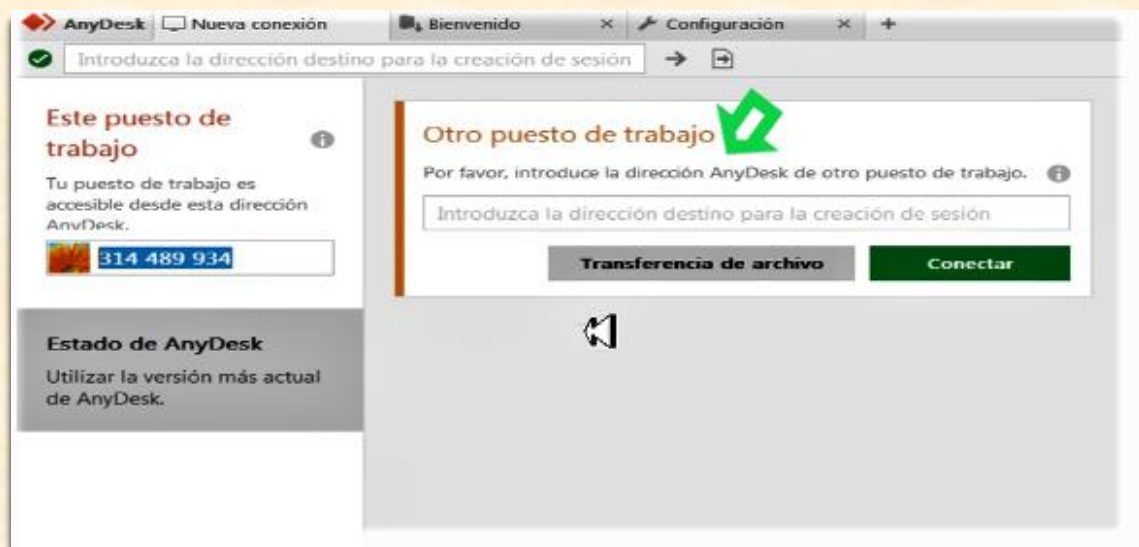 AnyDesk Nueva conexión Bienvenido Configuración
Introduzca la dirección destino para la creación de sesión
Este puesto de
trabajo
Tu puesto de trabajo es
accesible desde esta dirección
AnyDesk.
314 489 934
Estado de AnyDesk
Utilizar la versión más actual
de AnyDesk.
Otro puesto de trabajo
Por favor, introduce la dirección AnyDesk de otro puesto de trabajo.
Introduzca la dirección destino para la creación de sesión
Transferencia de archivo Conectar